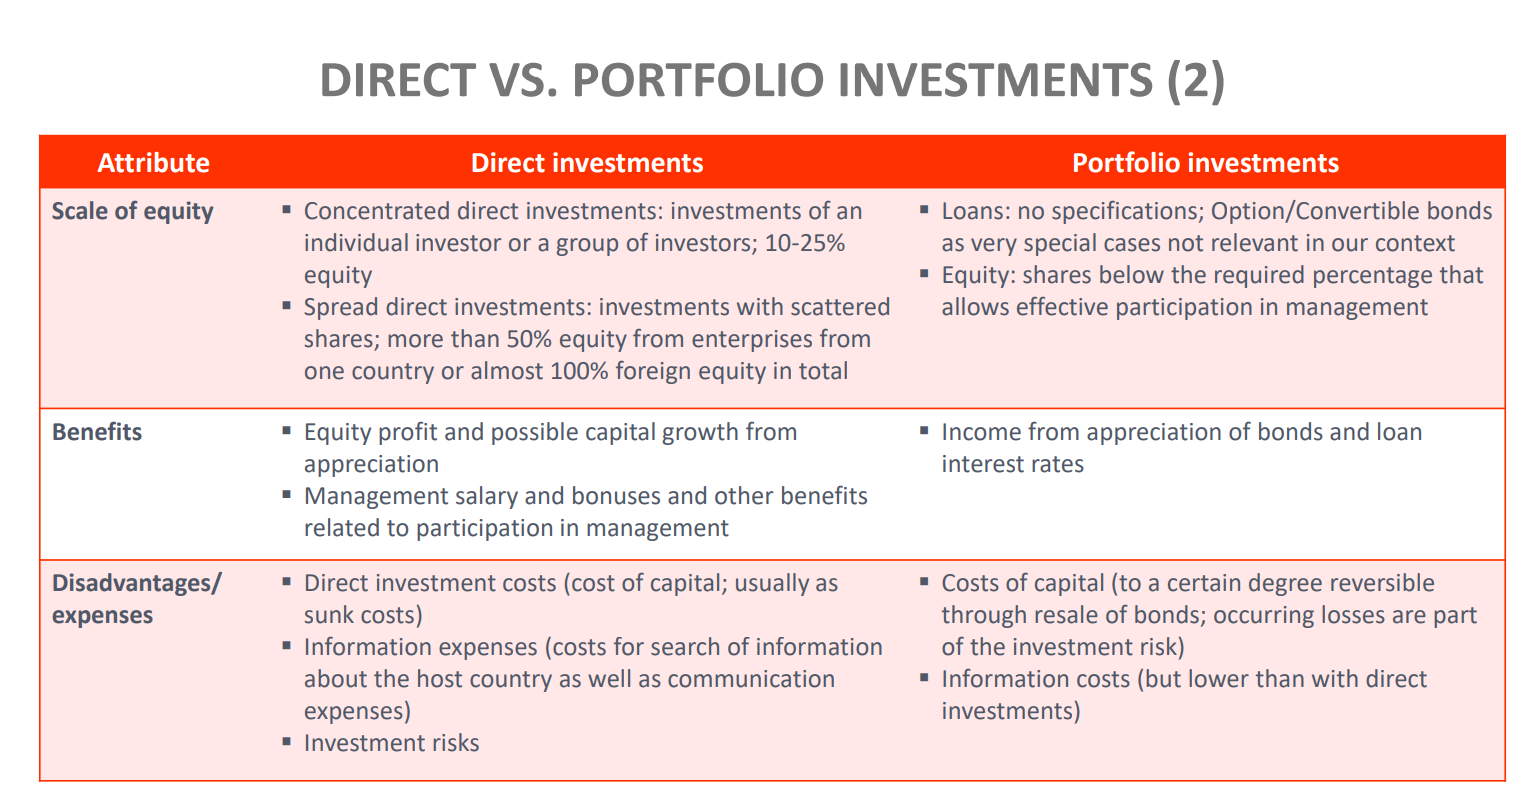 DIRECT VS. PORTFOLIO INVESTMENTS (2)
Attribute
Direct investments
Portfolio investments
Scale of equity
▪ Concentrated direct investments: investments of an
individual investor or a group of investors; 10-25%
equity
▪ Spread direct investments: investments with scattered
shares; more than 50% equity from enterprises from
one country or almost 100% foreign equity in total
▪ Loans: no specifications; Option/Convertible bonds
as very special cases not relevant in our context
▪ Equity: shares below the required percentage that
allows effective participation in management
Benefits
▪ Equity profit and possible capital growth from
appreciation
▪ Management salary and bonuses and other benefits
related to participation in management
▪ Income from appreciation of bonds and loan
interest rates
Disadvantages/
expenses
▪ Direct investment costs (cost of capital; usually as
sunk costs)
▪ Information expenses (costs for search of information
about the host country as well as communication
expenses)
▪ Investment risks
▪ Costs of capital (to a certain degree reversible
through resale of bonds; occurring losses are part
of the investment risk)
▪ Information costs (but lower than with direct
investments)